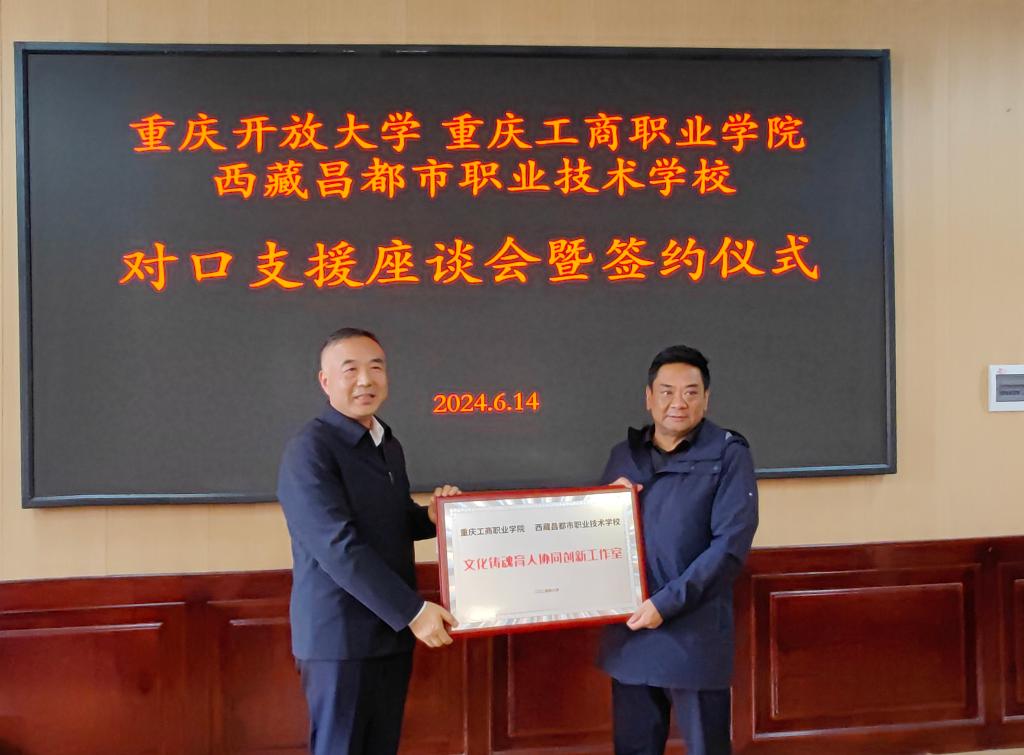 重庆开放大学 重庆工商职业学院
西藏昌都市职业技术学校
对口支援座谈会暨签约仪式
2024.6.14
重庆工商职业学院 西藏昌都市职业技术学校
文化铸魂育人协同创新工作室